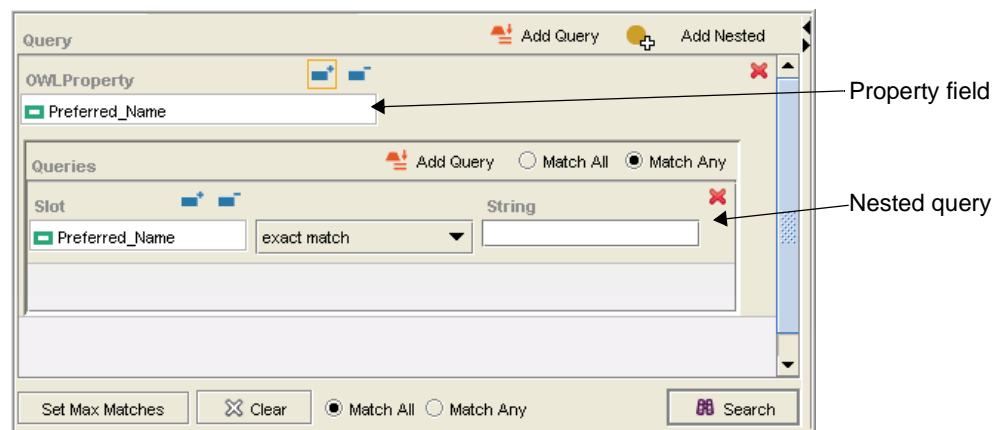 Query Add Query Add Nested
OWLProperty
Preferred_Name
Property field
Queries Add Query Match All Match Any
Slot String
Nested query
Preferred_Name exact match
Set Max Matches Clear Match All Match Any Search